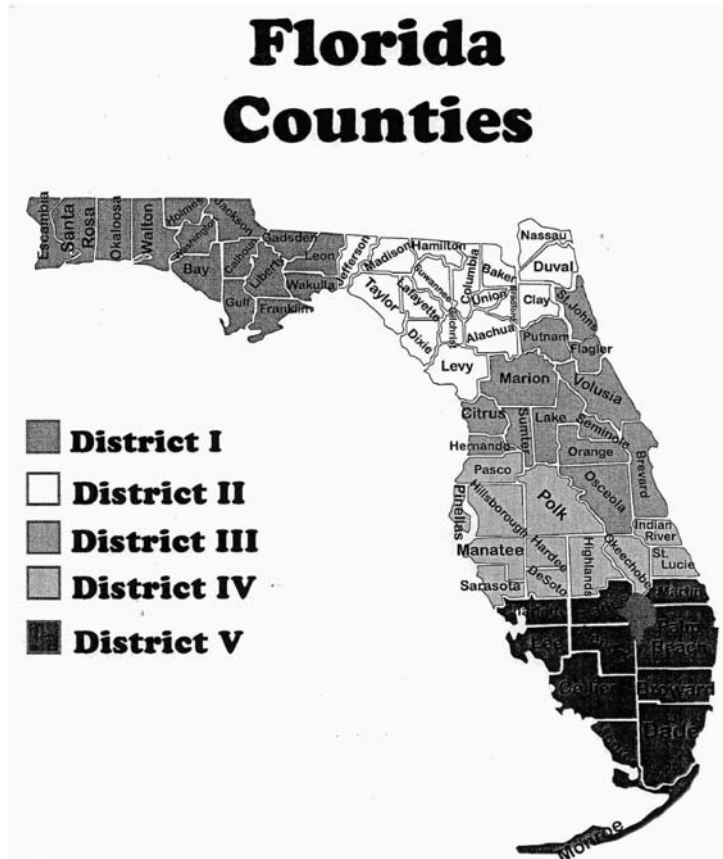 Florida
Counties
Escambia
Santa
Rosa
Okaloosa
Walton
Holmes
Washington
Jackson
Bay
Calhoun
Gulf
Liberty
Gadsden
Leon
Wakulla
Franklin
Jefferson
Madison
Hamilton
Taylor
Suwannee
Lafayette
Dixie
Columbia
Baker
Union
Bradford
Gilchrist
Alachua
Levy
Nassau
Duval
Clay
St. Johns
Putnam
Flagler
Marion
Volusia
Citrus
Sumter
Lake
Seminole
Hernando
Orange
Brevard
Pasco
Osceola
Pinellas
Hillsborough
Polk
Indian
River
Manatee
Hardee
Highlands
Okeechobe
St.
Lucie
Sarasota
DeSoto
Martin
Lee
Palm
Beach
Collier
Broward
Dade
Monroe
District I
District II
District III
District IV
District V